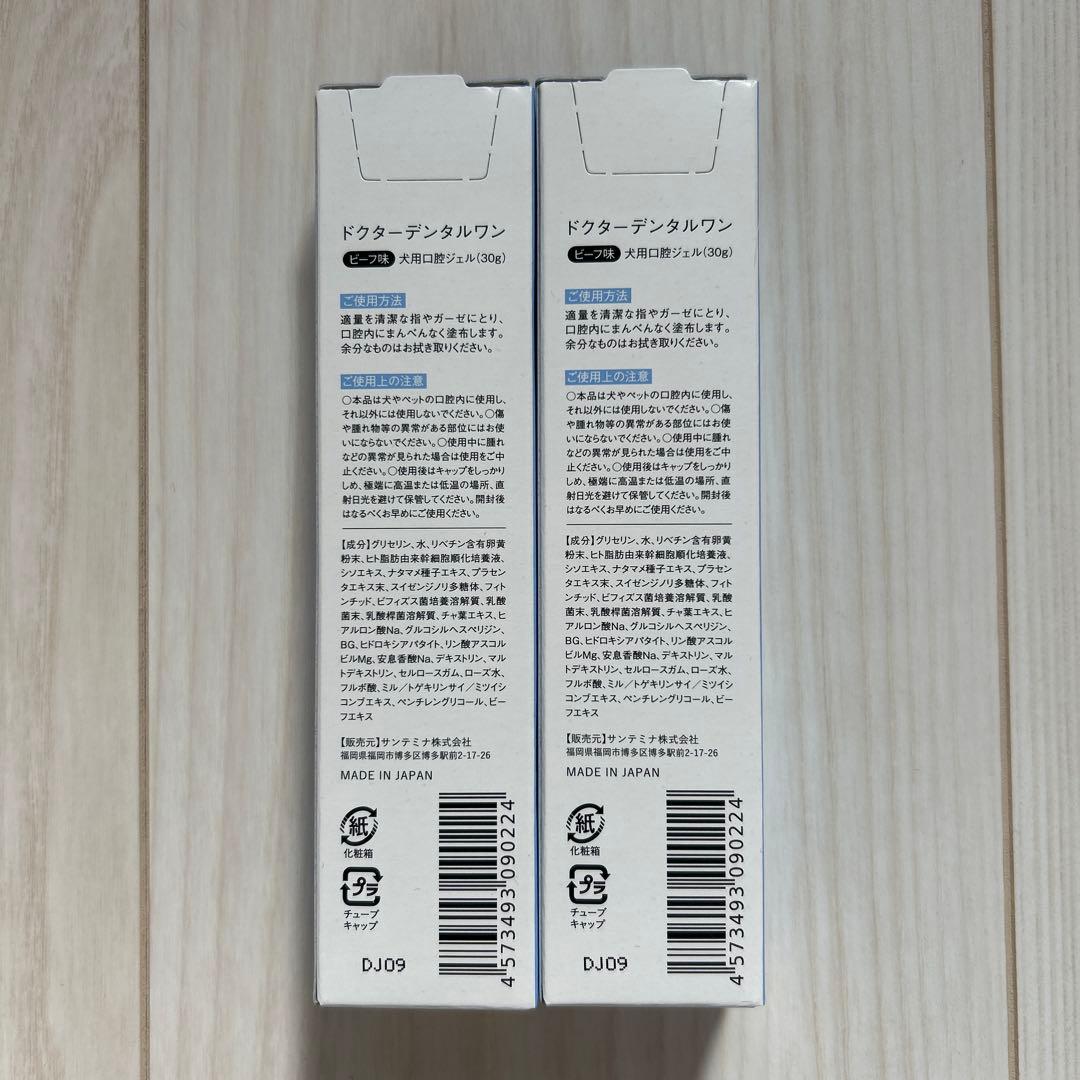 ドクターデンタルワン
ビーフ味 犬用口腔ジェル(30g)
ご使用方法
適量を清潔な指やガーゼにとり、
口腔内にまんべんなく塗布します。
余分なものはお拭き取りください。
ご使用上の注意
○本品は犬やペットの口腔内に使用し、
それ以外には使用しないでください。○傷
や腫れ物等の異常がある部位にはお使
いにならないでください。○使用中に腫れ
などの異常が見られた場合は使用をご中
止ください。○使用後はキャップをしっかり
しめ、極端に高温または低温の場所、直
射日光を避けて保管してください。開封後
はなるべくお早めにご使用ください。
【成分】グリセリン、水、リベチン含有卵黄
粉末、ヒト脂肪由来幹細胞順化培養液、
シソエキス、ナタマメ種子エキス、プラセン
タエキス末、スイゼンジノリ多糖体、フィト
ンチッド、ビフィズス菌培養溶解質、乳酸
菌末、乳酸桿菌溶解質、チャ葉エキス、ヒ
アルロン酸Na、グルコシルヘスペリジン、
BG、ヒドロキシアパタイト、リン酸アスコル
ビルMg、安息香酸Na、デキストリン、マル
トデキストリン、セルロースガム、ローズ水、
フルボ酸、ミル／トゲキリンサイ／ミツイシ
コンブエキス、ペンチレングリコール、ビー
フエキス
【販売元】サンテミナ株式会社
福岡県福岡市博多区博多駅前2-17-26
MADE IN JAPAN
紙
化粧箱
プラ
チューブ
キャップ
DJ09
4573493090224
ドクターデンタルワン
ビーフ味 犬用口腔ジェル(30g)
ご使用方法
適量を清潔な指やガーゼにとり、
口腔内にまんべんなく塗布します。
余分なものはお拭き取りください。
ご使用上の注意
○本品は犬やペットの口腔内に使用し、
それ以外には使用しないでください。○傷
や腫れ物等の異常がある部位にはお使
いにならないでください。○使用中に腫れ
などの異常が見られた場合は使用をご中
止ください。○使用後はキャップをしっかり
しめ、極端に高温または低温の場所、直
射日光を避けて保管してください。開封後
はなるべくお早めにご使用ください。
【成分】グリセリン、水、リベチン含有卵黄
粉末、ヒト脂肪由来幹細胞順化培養液、
シソエキス、ナタマメ種子エキス、プラセン
タエキス末、スイゼンジノリ多糖体、フィト
ンチッド、ビフィズス菌培養溶解質、乳酸
菌末、乳酸桿菌溶解質、チャ葉エキス、ヒ
アルロン酸Na、グルコシルヘスペリジン、
BG、ヒドロキシアパタイト、リン酸アスコル
ビルMg、安息香酸Na、デキストリン、マル
トデキストリン、セルロースガム、ローズ水、
フルボ酸、ミル／トゲキリンサイ／ミツイシ
コンブエキス、ペンチレングリコール、ビー
フエキス
【販売元】サンテミナ株式会社
福岡県福岡市博多区博多駅前2-17-26
MADE IN JAPAN
紙
化粧箱
プラ
チューブ
キャップ
DJ09
4573493090224